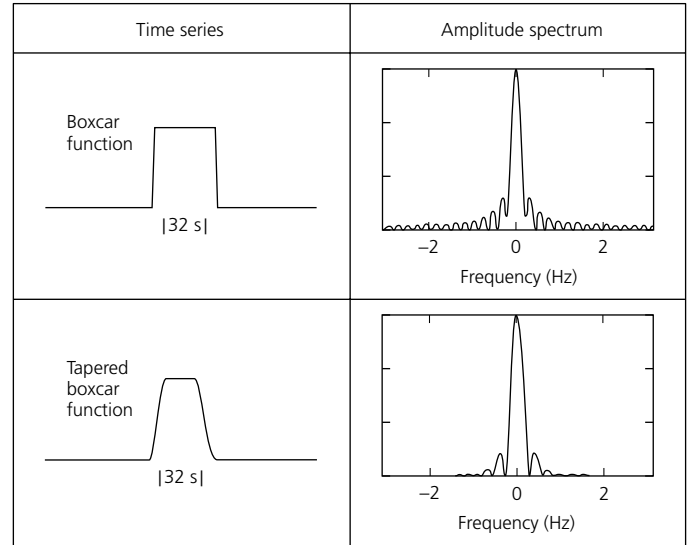 Time series
Amplitude spectrum
Boxcar
function
|32 s|
−2 0 2
Frequency (Hz)
Tapered
boxcar
function
|32 s|
−2 0 2
Frequency (Hz)